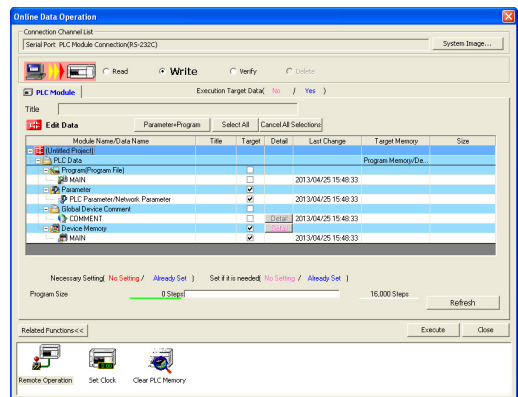 Online Data Operation
Connection Channel List
Serial Port PLC Module Connection(RS-232C)
System Image...
Read
Write
Verify
Delete
PLC Module
Execution Target Data( No / Yes )
Title
Edit Data
Parameter+Program
Select All
Cancel All Selections
Module Name/Data Name Title Target Detail Last Change Target Memory Size
(Untitled Project)
PLC Data Program Memory/De...
Program(Program File)
MAIN 2013/04/25 15:48:33
Parameter
PLC Parameter/Network Parameter 2013/04/25 15:48:33
Global Device Comment
COMMENT Detail 2013/04/25 15:48:33
Device Memory Detail
MAIN 2013/04/25 15:48:33
Necessary Setting( No Setting / Already Set ) Set if it is needed( No Setting / Already Set )
Program Size 0 Steps 16,000 Steps
Refresh
Related Functions<<
Execute
Close
Remote Operation
Set Clock
Clear PLC Memory